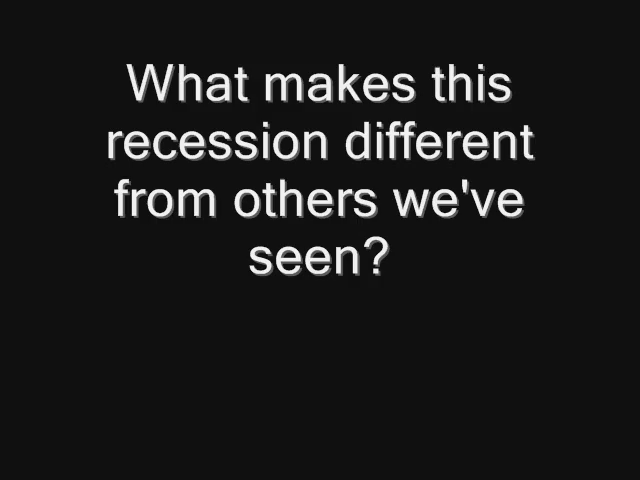 What makes this
recession different
from others we've
seen?